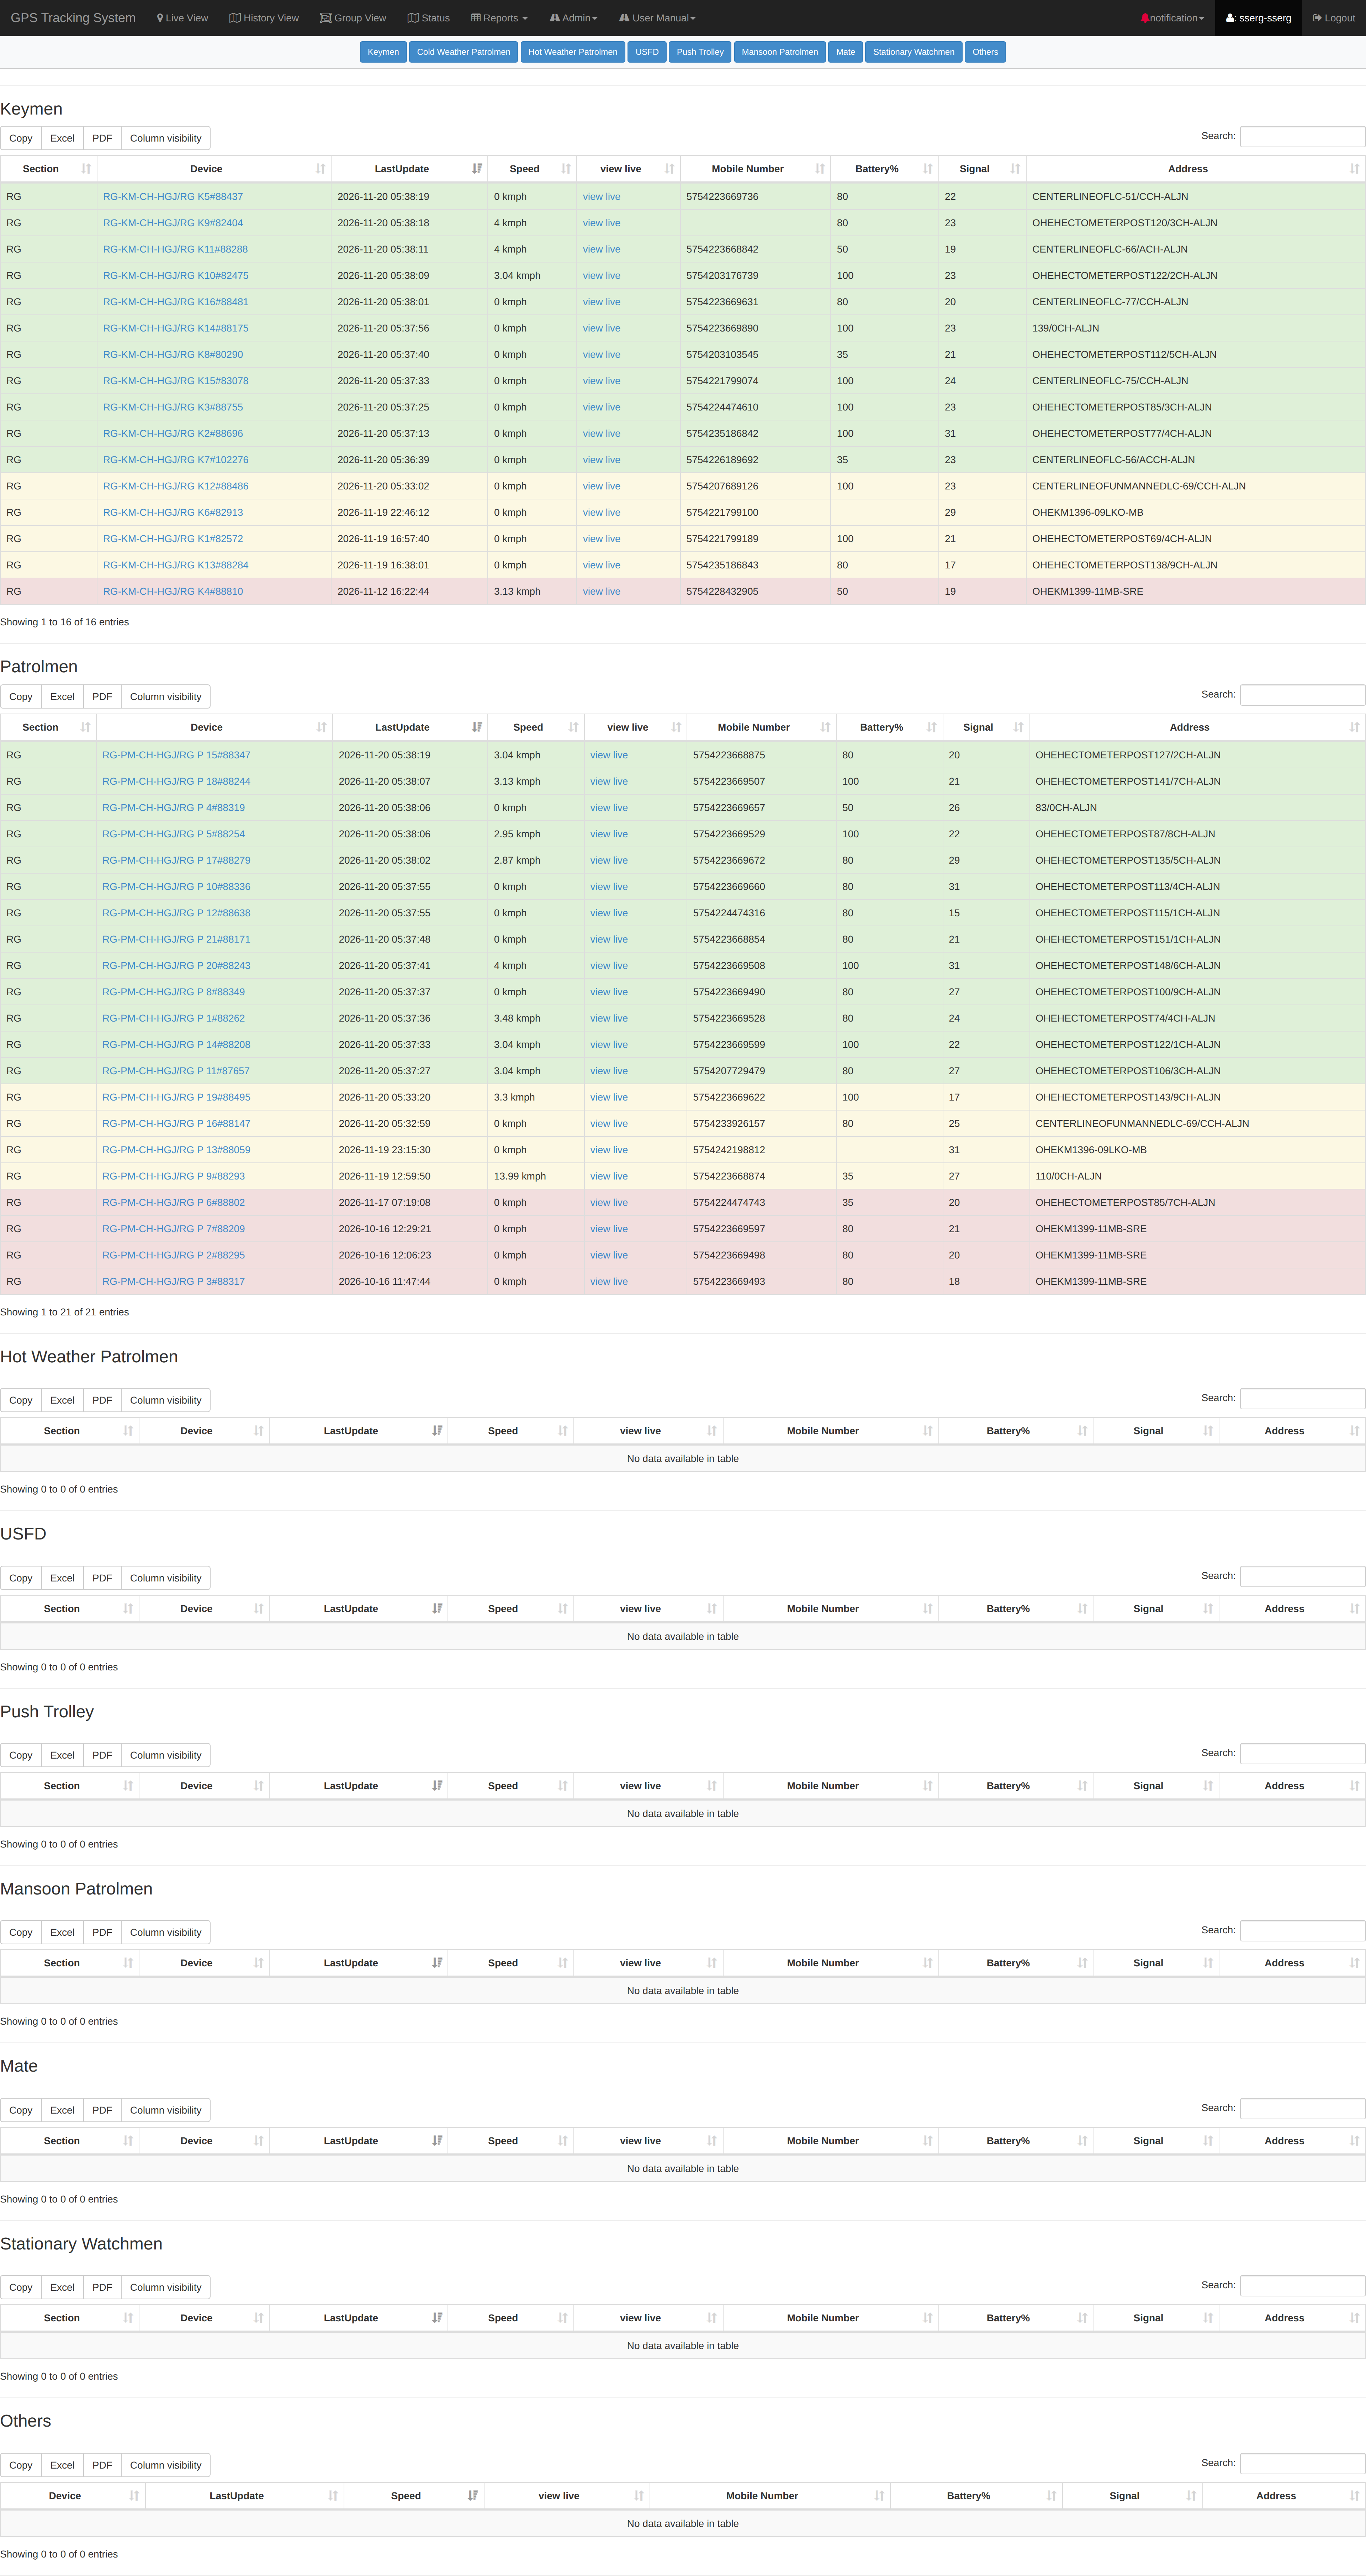 GPS Tracking System Live View History View Group View Status Reports Admin User Manual notification : sserg-sserg Logout
Keymen Cold Weather Patrolmen Hot Weather Patrolmen USFD Push Trolley Mansoon Patrolmen Mate Stationary Watchmen Others
Keymen
Copy Excel PDF Column visibility Search:
Section Device LastUpdate Speed view live Mobile Number Battery% Signal Address
RG RG-KM-CH-HGJ/RG K5#88437 2026-11-20 05:38:19 0 kmph view live 5754223669736 80 22 CENTERLINEOFLC-51/CCH-ALJN
RG RG-KM-CH-HGJ/RG K9#82404 2026-11-20 05:38:18 4 kmph view live 80 23 OHEHECTOMETERPOST120/3CH-ALJN
RG RG-KM-CH-HGJ/RG K11#88288 2026-11-20 05:38:11 4 kmph view live 5754223668842 50 19 CENTERLINEOFLC-66/ACH-ALJN
RG RG-KM-CH-HGJ/RG K10#82475 2026-11-20 05:38:09 3.04 kmph view live 5754203176739 100 23 OHEHECTOMETERPOST122/2CH-ALJN
RG RG-KM-CH-HGJ/RG K16#88481 2026-11-20 05:38:01 0 kmph view live 5754223669631 80 20 CENTERLINEOFLC-77/CCH-ALJN
RG RG-KM-CH-HGJ/RG K14#88175 2026-11-20 05:37:56 0 kmph view live 5754223669890 100 23 139/0CH-ALJN
RG RG-KM-CH-HGJ/RG K8#80290 2026-11-20 05:37:40 0 kmph view live 5754203103545 35 21 OHEHECTOMETERPOST112/5CH-ALJN
RG RG-KM-CH-HGJ/RG K15#83078 2026-11-20 05:37:33 0 kmph view live 5754221799074 100 24 CENTERLINEOFLC-75/CCH-ALJN
RG RG-KM-CH-HGJ/RG K3#88755 2026-11-20 05:37:25 0 kmph view live 5754224474610 100 23 OHEHECTOMETERPOST85/3CH-ALJN
RG RG-KM-CH-HGJ/RG K2#88696 2026-11-20 05:37:13 0 kmph view live 5754235186842 100 31 OHEHECTOMETERPOST77/4CH-ALJN
RG RG-KM-CH-HGJ/RG K7#102276 2026-11-20 05:36:39 0 kmph view live 5754226189692 35 23 CENTERLINEOFLC-56/ACCH-ALJN
RG RG-KM-CH-HGJ/RG K12#88486 2026-11-20 05:33:02 0 kmph view live 5754207689126 100 23 CENTERLINEOFUNMANNEDLC-69/CCH-ALJN
RG RG-KM-CH-HGJ/RG K6#82913 2026-11-19 22:46:12 0 kmph view live 5754221799100 29 OHEKM1396-09LKO-MB
RG RG-KM-CH-HGJ/RG K1#82572 2026-11-19 16:57:40 0 kmph view live 5754221799189 100 21 OHEHECTOMETERPOST69/4CH-ALJN
RG RG-KM-CH-HGJ/RG K13#88284 2026-11-19 16:38:01 0 kmph view live 5754235186843 80 17 OHEHECTOMETERPOST138/9CH-ALJN
RG RG-KM-CH-HGJ/RG K4#88810 2026-11-12 16:22:44 3.13 kmph view live 5754228432905 50 19 OHEKM1399-11MB-SRE
Showing 1 to 16 of 16 entries
Patrolmen
Copy Excel PDF Column visibility Search:
Section Device LastUpdate Speed view live Mobile Number Battery% Signal Address
RG RG-PM-CH-HGJ/RG P 15#88347 2026-11-20 05:38:19 3.04 kmph view live 5754223668875 80 20 OHEHECTOMETERPOST127/2CH-ALJN
RG RG-PM-CH-HGJ/RG P 18#88244 2026-11-20 05:38:07 3.13 kmph view live 5754223669507 100 21 OHEHECTOMETERPOST141/7CH-ALJN
RG RG-PM-CH-HGJ/RG P 4#88319 2026-11-20 05:38:06 0 kmph view live 5754223669657 50 26 83/0CH-ALJN
RG RG-PM-CH-HGJ/RG P 5#88254 2026-11-20 05:38:06 2.95 kmph view live 5754223669529 100 22 OHEHECTOMETERPOST87/8CH-ALJN
RG RG-PM-CH-HGJ/RG P 17#88279 2026-11-20 05:38:02 2.87 kmph view live 5754223669672 80 29 OHEHECTOMETERPOST135/5CH-ALJN
RG RG-PM-CH-HGJ/RG P 10#88336 2026-11-20 05:37:55 0 kmph view live 5754223669660 80 31 OHEHECTOMETERPOST113/4CH-ALJN
RG RG-PM-CH-HGJ/RG P 12#88638 2026-11-20 05:37:55 0 kmph view live 5754224474316 80 15 OHEHECTOMETERPOST115/1CH-ALJN
RG RG-PM-CH-HGJ/RG P 21#88171 2026-11-20 05:37:48 0 kmph view live 5754223668854 80 21 OHEHECTOMETERPOST151/1CH-ALJN
RG RG-PM-CH-HGJ/RG P 20#88243 2026-11-20 05:37:41 4 kmph view live 5754223669508 100 31 OHEHECTOMETERPOST148/6CH-ALJN
RG RG-PM-CH-HGJ/RG P 8#88349 2026-11-20 05:37:37 0 kmph view live 5754223669490 80 27 OHEHECTOMETERPOST100/9CH-ALJN
RG RG-PM-CH-HGJ/RG P 1#88262 2026-11-20 05:37:36 3.48 kmph view live 5754223669528 80 24 OHEHECTOMETERPOST74/4CH-ALJN
RG RG-PM-CH-HGJ/RG P 14#88208 2026-11-20 05:37:33 3.04 kmph view live 5754223669599 100 22 OHEHECTOMETERPOST122/1CH-ALJN
RG RG-PM-CH-HGJ/RG P 11#87657 2026-11-20 05:37:27 3.04 kmph view live 5754207729479 80 27 OHEHECTOMETERPOST106/3CH-ALJN
RG RG-PM-CH-HGJ/RG P 19#88495 2026-11-20 05:33:20 3.3 kmph view live 5754223669622 100 17 OHEHECTOMETERPOST143/9CH-ALJN
RG RG-PM-CH-HGJ/RG P 16#88147 2026-11-20 05:32:59 0 kmph view live 5754233926157 80 25 CENTERLINEOFUNMANNEDLC-69/CCH-ALJN
RG RG-PM-CH-HGJ/RG P 13#88059 2026-11-19 23:15:30 0 kmph view live 5754242198812 31 OHEKM1396-09LKO-MB
RG RG-PM-CH-HGJ/RG P 9#88293 2026-11-19 12:59:50 13.99 kmph view live 5754223668874 35 27 110/0CH-ALJN
RG RG-PM-CH-HGJ/RG P 6#88802 2026-11-17 07:19:08 0 kmph view live 5754224474743 35 20 OHEHECTOMETERPOST85/7CH-ALJN
RG RG-PM-CH-HGJ/RG P 7#88209 2026-10-16 12:29:21 0 kmph view live 5754223669597 80 21 OHEKM1399-11MB-SRE
RG RG-PM-CH-HGJ/RG P 2#88295 2026-10-16 12:06:23 0 kmph view live 5754223669498 80 20 OHEKM1399-11MB-SRE
RG RG-PM-CH-HGJ/RG P 3#88317 2026-10-16 11:47:44 0 kmph view live 5754223669493 80 18 OHEKM1399-11MB-SRE
Showing 1 to 21 of 21 entries
Hot Weather Patrolmen
Copy Excel PDF Column visibility Search:
Section Device LastUpdate Speed view live Mobile Number Battery% Signal Address
No data available in table
Showing 0 to 0 of 0 entries
USFD
Copy Excel PDF Column visibility Search:
Section Device LastUpdate Speed view live Mobile Number Battery% Signal Address
No data available in table
Showing 0 to 0 of 0 entries
Push Trolley
Copy Excel PDF Column visibility Search:
Section Device LastUpdate Speed view live Mobile Number Battery% Signal Address
No data available in table
Showing 0 to 0 of 0 entries
Mansoon Patrolmen
Copy Excel PDF Column visibility Search:
Section Device LastUpdate Speed view live Mobile Number Battery% Signal Address
No data available in table
Showing 0 to 0 of 0 entries
Mate
Copy Excel PDF Column visibility Search:
Section Device LastUpdate Speed view live Mobile Number Battery% Signal Address
No data available in table
Showing 0 to 0 of 0 entries
Stationary Watchmen
Copy Excel PDF Column visibility Search:
Section Device LastUpdate Speed view live Mobile Number Battery% Signal Address
No data available in table
Showing 0 to 0 of 0 entries
Others
Copy Excel PDF Column visibility Search:
Device LastUpdate Speed view live Mobile Number Battery% Signal Address
No data available in table
Showing 0 to 0 of 0 entries